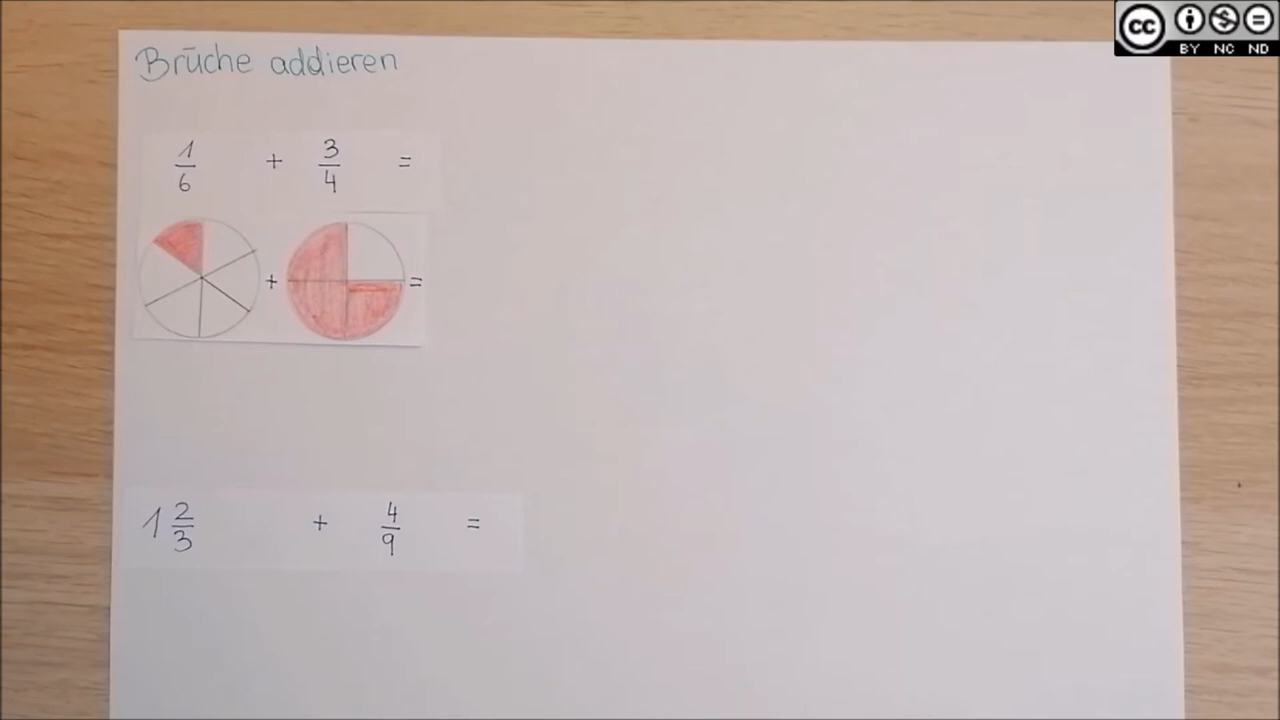 Brüche addieren
1/6 + 3/4 =
+ =
1 2/3 + 4/9 =
cc
BY NC ND